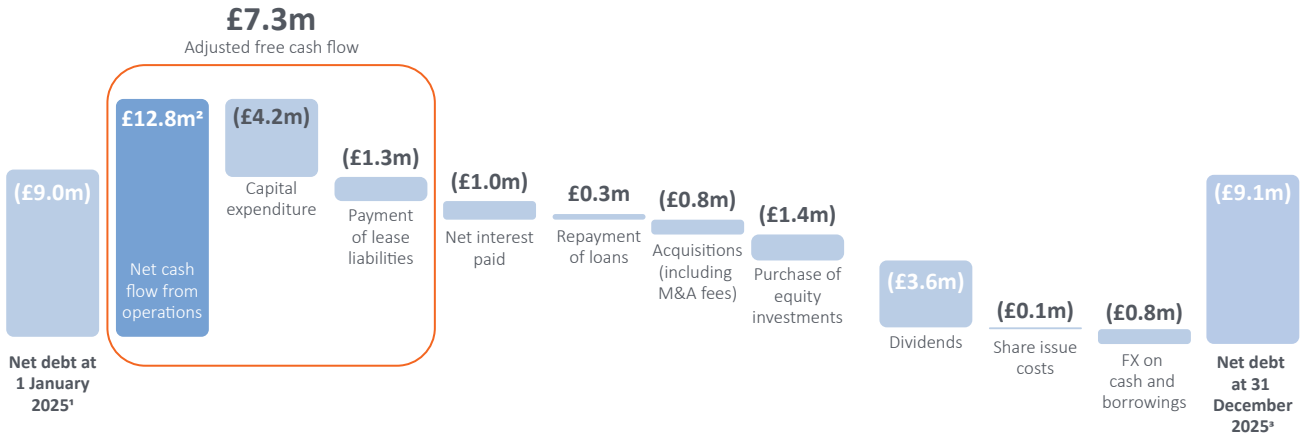 £7.3m
Adjusted free cash flow
(£9.0m)
Net debt at
1 January
2025¹
£12.8m²
Net cash
flow from
operations
(£4.2m)
Capital
expenditure
(£1.3m)
Payment
of lease
liabilities
(£1.0m)
Net interest
paid
£0.3m
Repayment
of loans
(£0.8m)
Acquisitions
(including
M&A fees)
(£1.4m)
Purchase of
equity
investments
(£3.6m)
Dividends
(£0.1m)
Share issue
costs
(£0.8m)
FX on
cash and
borrowings
(£9.1m)
Net debt
at 31
December
2025³